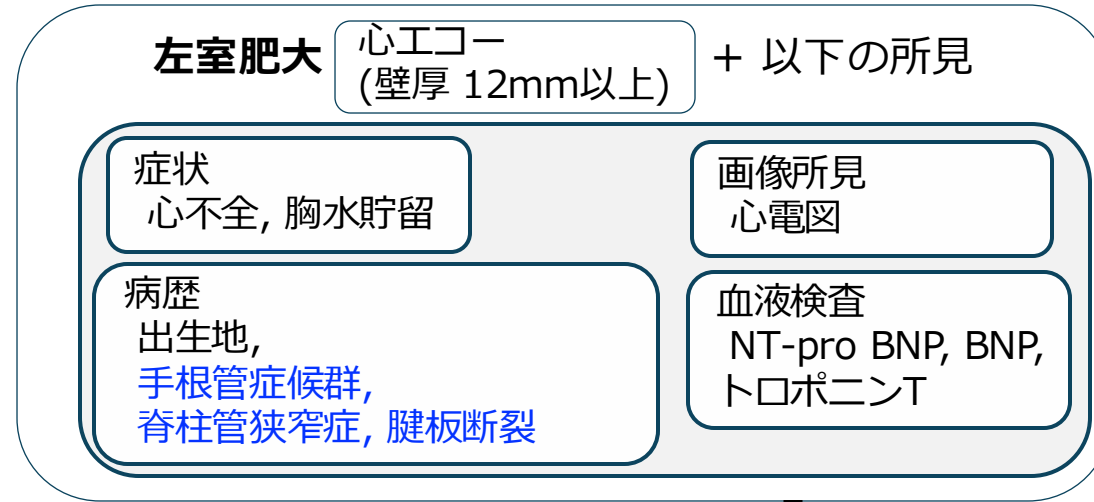 左室肥大 心エコー + 以下の所見
(壁厚 12mm以上)
症状
心不全, 胸水貯留
画像所見
心電図
病歴
出生地,
手根管症候群,
脊柱管狭窄症, 腱板断裂
血液検査
NT-pro BNP, BNP,
トロポニンT